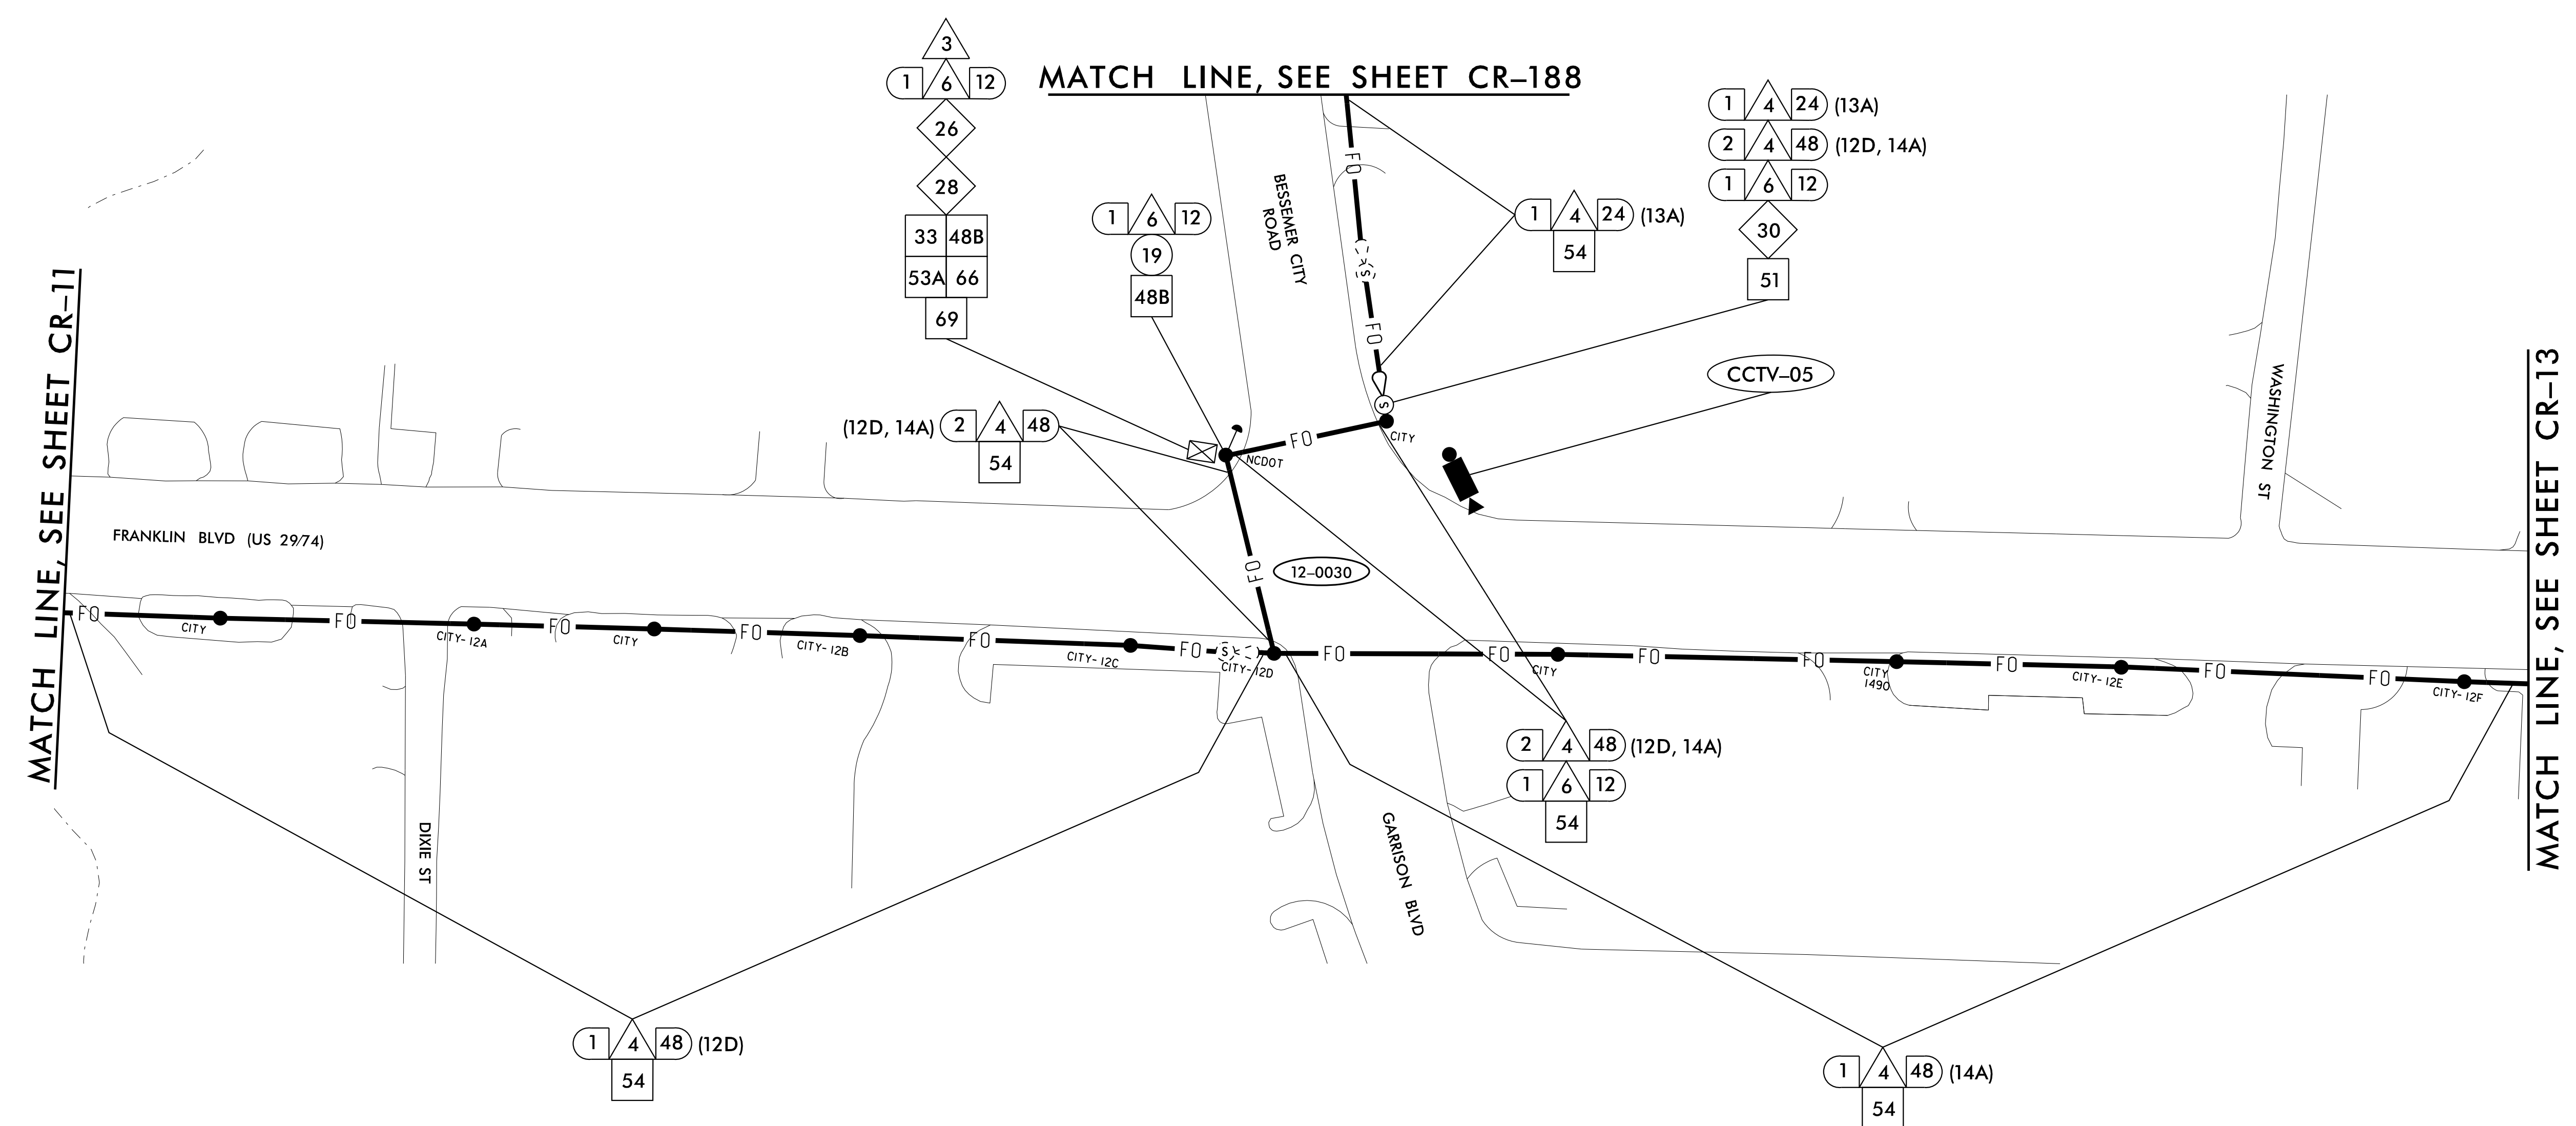 3
1 6 12
26
28
33 48B
53A 66
69
MATCH LINE, SEE SHEET CR–188
1 4 24 (13A)
2 4 48 (12D, 14A)
1 6 12
30
51
1 6 12
19
48B
BESSEMER CITY
ROAD
FO
S
FO
1 4 24 (13A)
54
CCTV–05
S
CITY
FO
NCDOT
(12D, 14A) 2 4 48
54
MATCH LINE, SEE SHEET CR–11
FRANKLIN BLVD (US 29/74)
WASHINGTON ST
MATCH LINE, SEE SHEET CR–13
12–0030
FO
FO
CITY
FO
CITY-12A
FO
CITY
FO
CITY-12B
FO
CITY-12C
FO
S
CITY-12D
FO
FO
CITY
FO
FO
CITY
1490
FO
CITY-12E
FO
FO
CITY-12F
2 4 48 (12D, 14A)
1 6 12
54
DIXIE ST
GARRISON BLVD
1 4 48 (12D)
54
1 4 48 (14A)
54